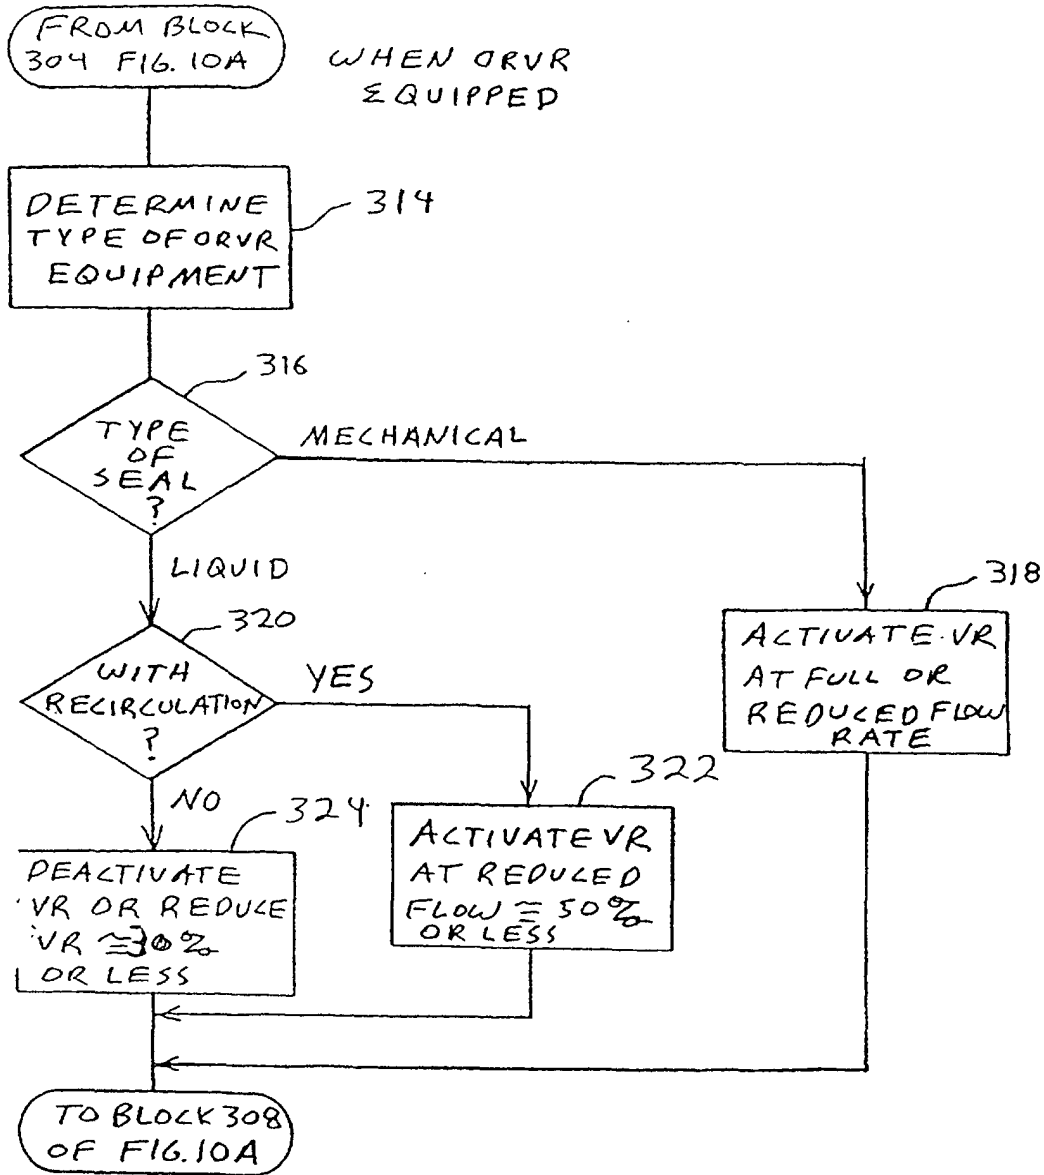 FROM BLOCK
304 FIG. 10A
WHEN ORVR
EQUIPPED
DETERMINE
TYPE OF ORVR
EQUIPMENT
314
316
TYPE
OF
SEAL
?
MECHANICAL
LIQUID
318
ACTIVATE VR
AT FULL OR
REDUCED FLOW
RATE
320
WITH
RECIRCULATION
?
YES
NO
322
ACTIVATE VR
AT REDUCED
FLOW ≅ 50%
OR LESS
324
DEACTIVATE
VR OR REDUCE
VR ≅ 30%
OR LESS
TO BLOCK 308
OF FIG. 10A